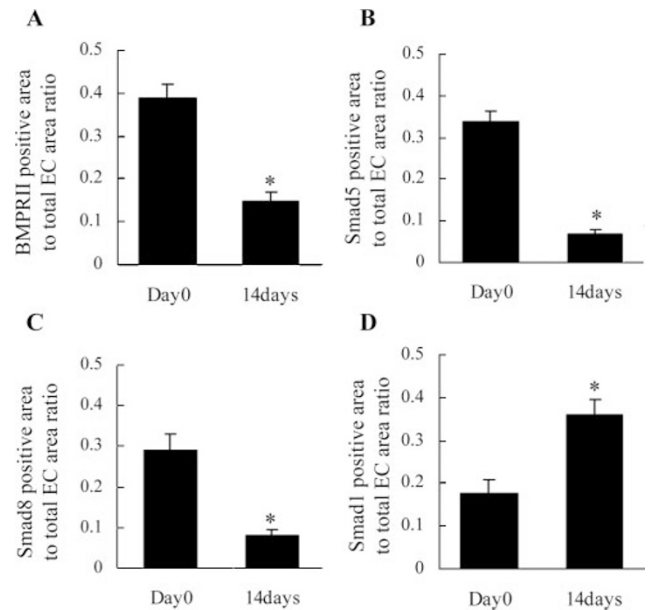 A
BMPRII positive area
to total EC area ratio
0.5
0.4
0.3
0.2
0.1
0
*
Day0 14days
B
Smad5 positive area
to total EC area ratio
0.5
0.4
0.3
0.2
0.1
0
*
Day0 14days
C
Smad8 positive area
to total EC area ratio
0.5
0.4
0.3
0.2
0.1
0
*
Day0 14days
D
Smad1 positive area
to total EC area ratio
0.5
0.4
0.3
0.2
0.1
0
*
Day0 14days